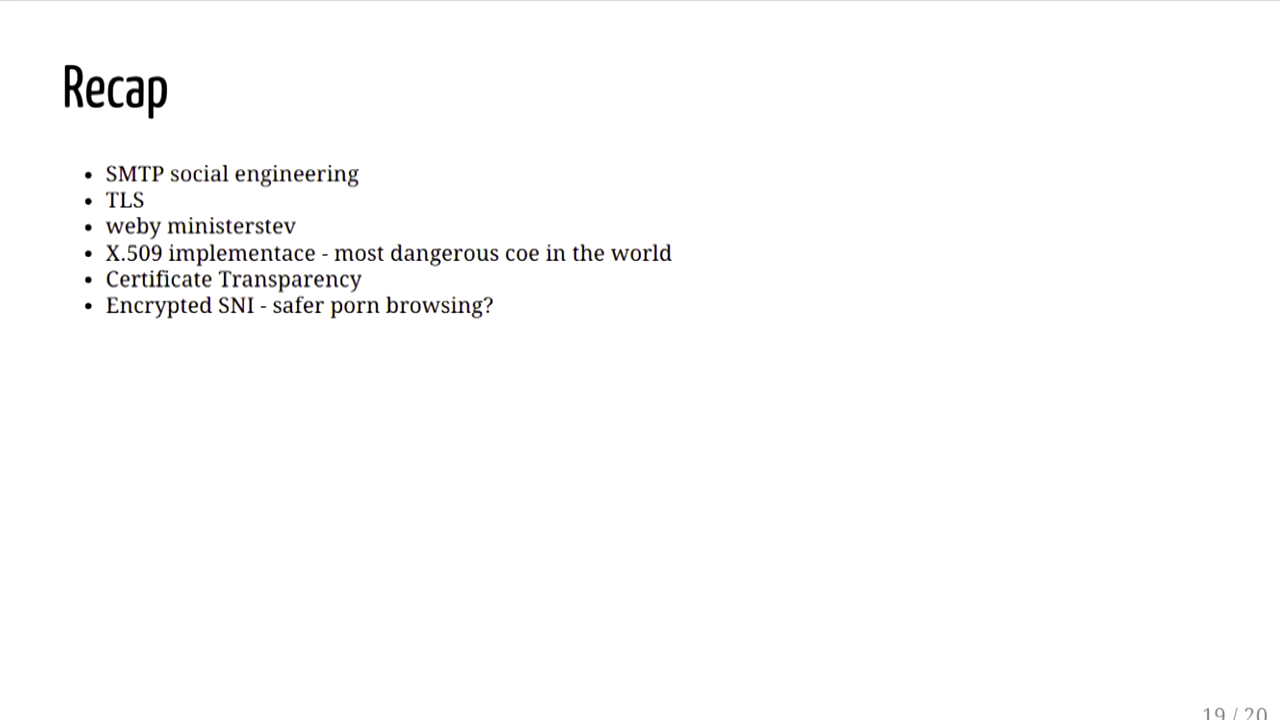 Recap
• SMTP social engineering
• TLS
• weby ministerstev
• X.509 implementace - most dangerous coe in the world
• Certificate Transparency
• Encrypted SNI - safer porn browsing?
19 / 20